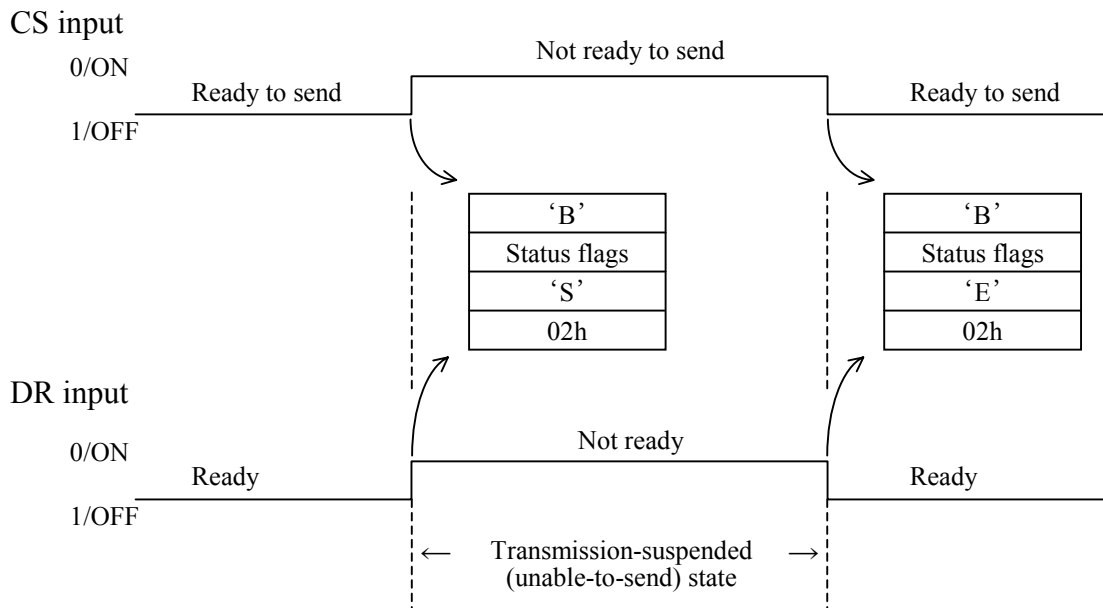 CS input
0/ON
Not ready to send
Ready to send
Ready to send
1/OFF
‘B’
Status flags
‘S’
02h
‘B’
Status flags
‘E’
02h
DR input
0/ON
Not ready
Ready
Ready
1/OFF
← Transmission-suspended →
(unable-to-send) state